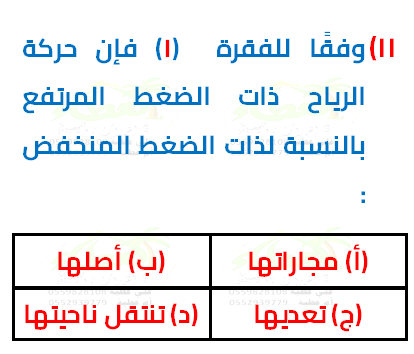 ١١) وفقًا للفقرة (١) فإن حركة
الرياح ذات الضغط المرتفع
بالنسبة لذات الضغط المنخفض
:
(أ) مجاراتها (ب) أصلها
(ج) تعديها (د) تنتقل ناحيتها